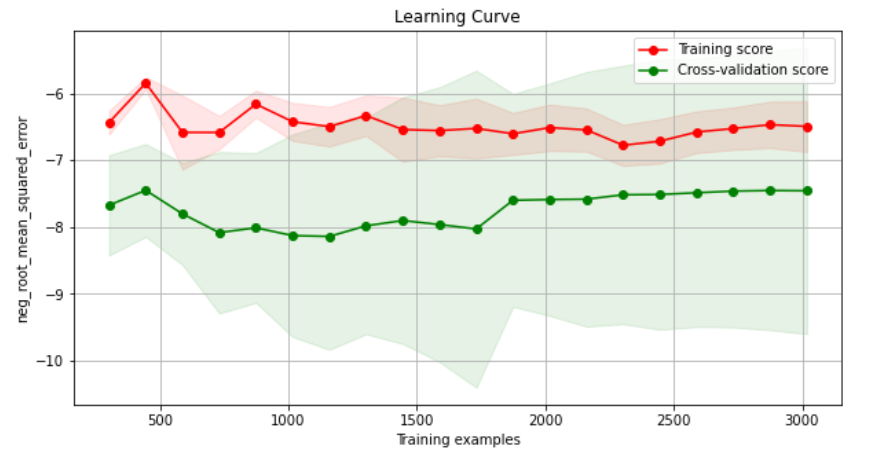 Learning Curve
Training score
Cross-validation score
neg_root_mean_squared_error
−6
−7
−8
−9
−10
500
1000
1500
2000
2500
3000
Training examples